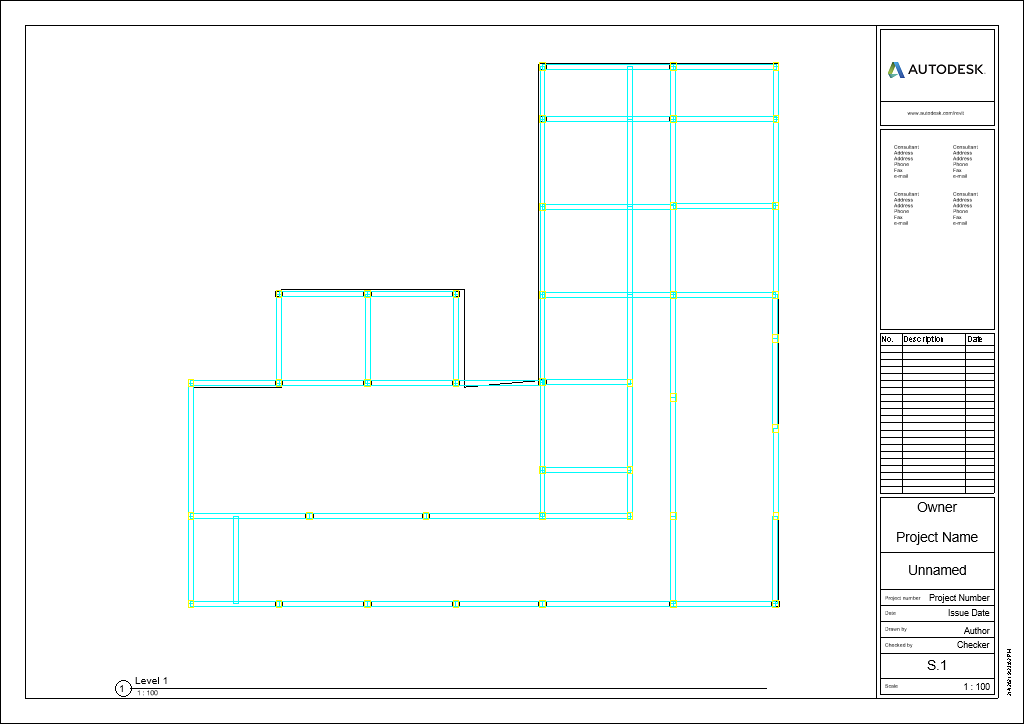 AUTODESK.
www.autodesk.com/revit
Consultant
Address
Address
Phone
Fax
e-mail
Consultant
Address
Address
Phone
Fax
e-mail
Consultant
Address
Address
Phone
Fax
e-mail
Consultant
Address
Address
Phone
Fax
e-mail
No. Description Date
Owner
Project Name
Unnamed
Project number Project Number
Date Issue Date
Drawn by Author
Checked by Checker
S.1
Scale 1 : 100
1 Level 1
1 : 100